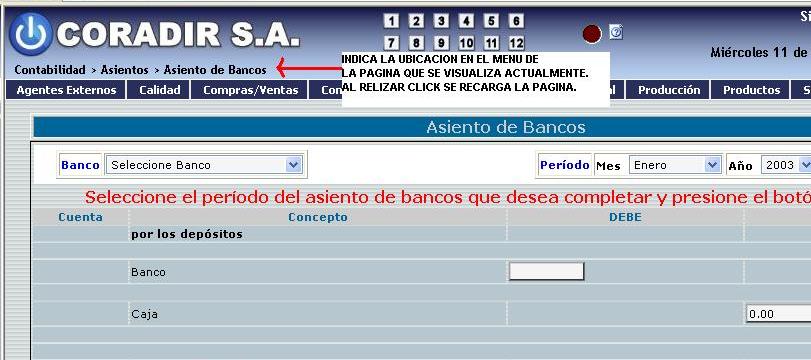 CORADIR S.A.
1 2 3 4 5 6
7 8 9 10 11 12
Miércoles 11 de
Contabilidad > Asientos > Asiento de Bancos
INDICA LA UBICACION EN EL MENU DE
LA PAGINA QUE SE VISUALIZA ACTUALMENTE.
AL RELIZAR CLICK SE RECARGA LA PAGINA.
Agentes Externos Calidad Compras/Ventas Producción Productos
Asiento de Bancos
Banco Seleccione Banco Período Mes Enero Año 2003
Seleccione el período del asiento de bancos que desea completar y presione el botó
Cuenta Concepto DEBE
por los depósitos
Banco
Caja 0.00